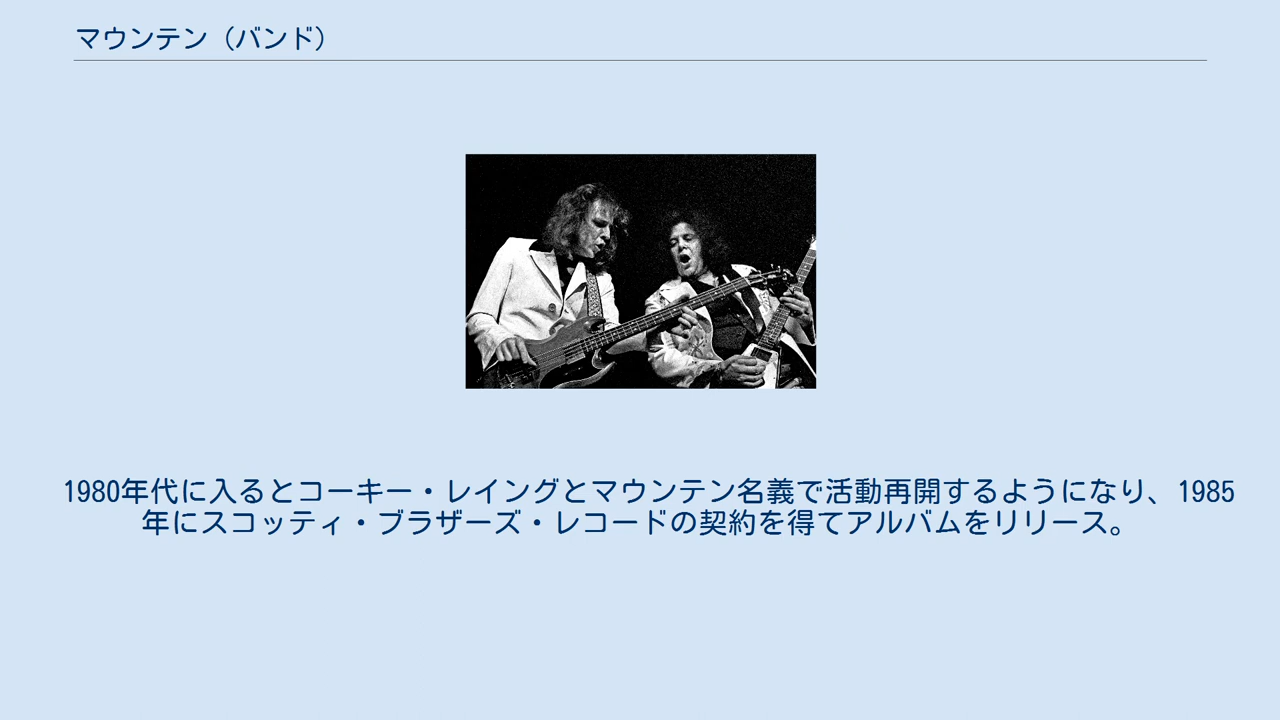 マウンテン（バンド）
1980年代に入るとコーキー・レイングとマウンテン名義で活動再開するようになり、1985
年にスコッティ・ブラザーズ・レコードの契約を得てアルバムをリリース。